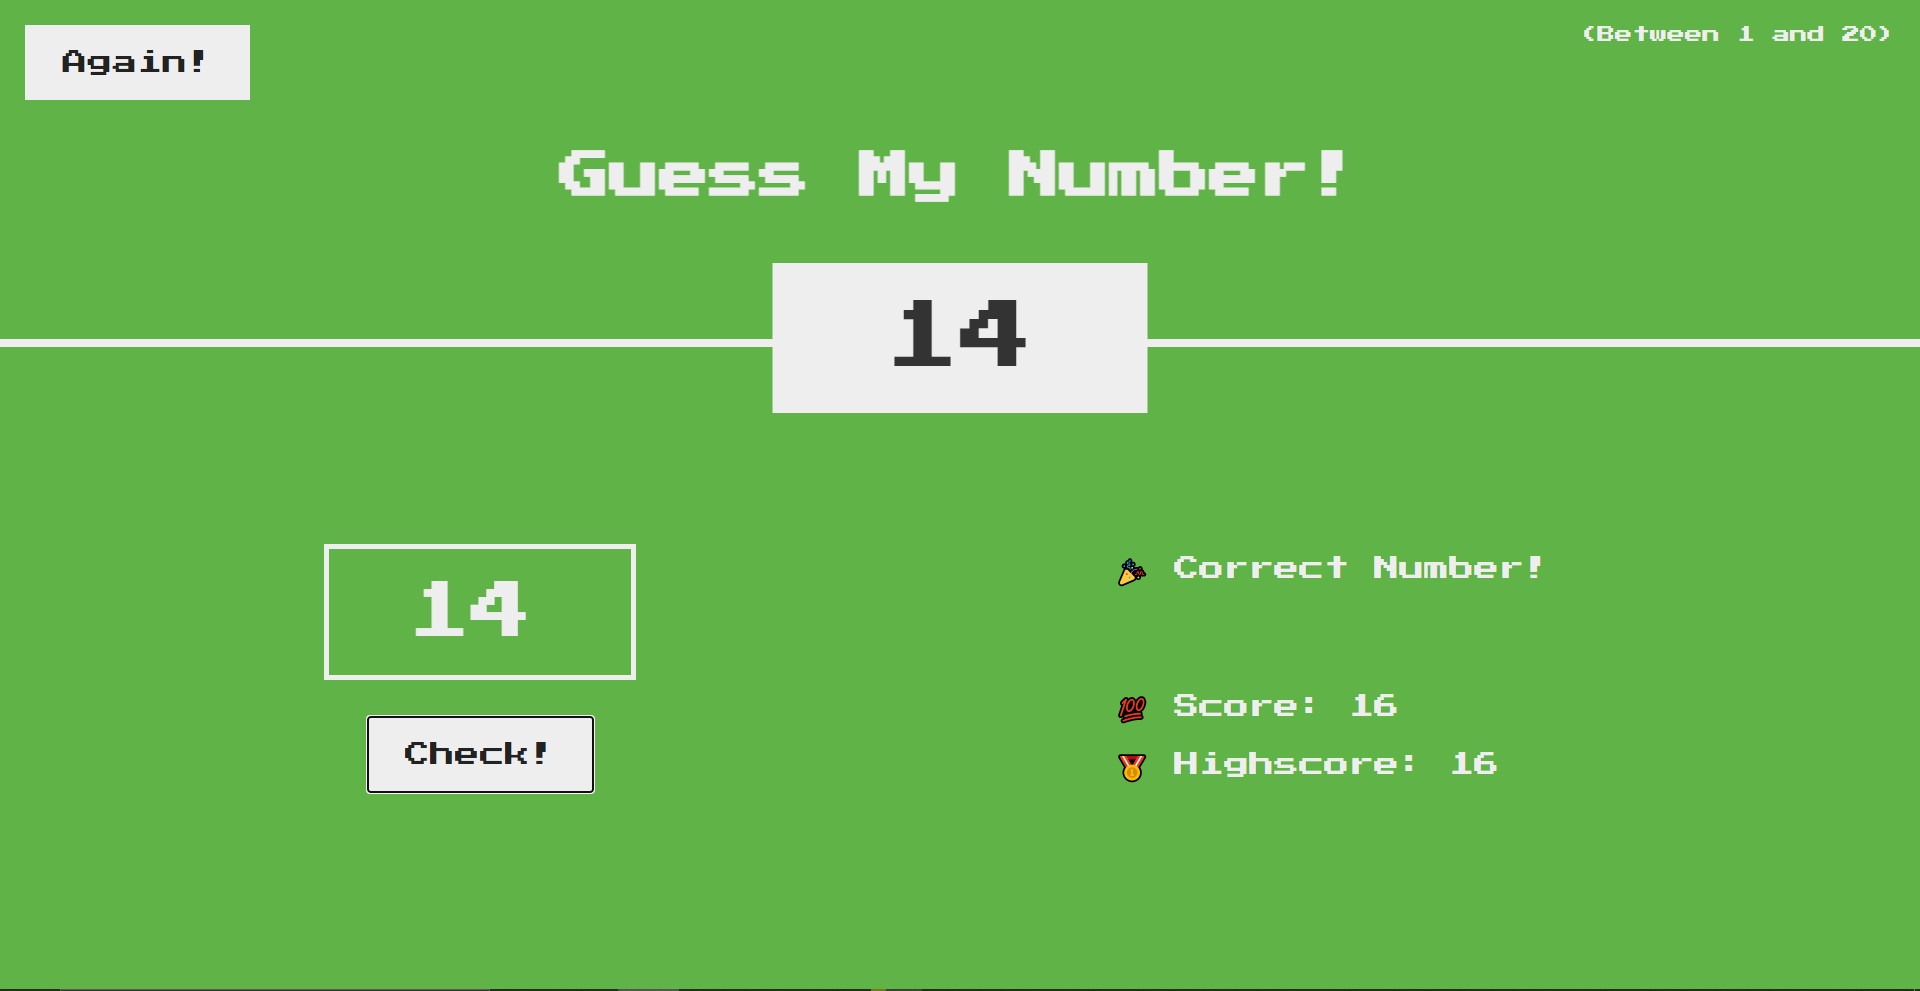 Again!
(Between 1 and 20)
Guess My Number!
14
14
Check!
🎉 Correct Number!
💯 Score: 16
🥇 Highscore: 16